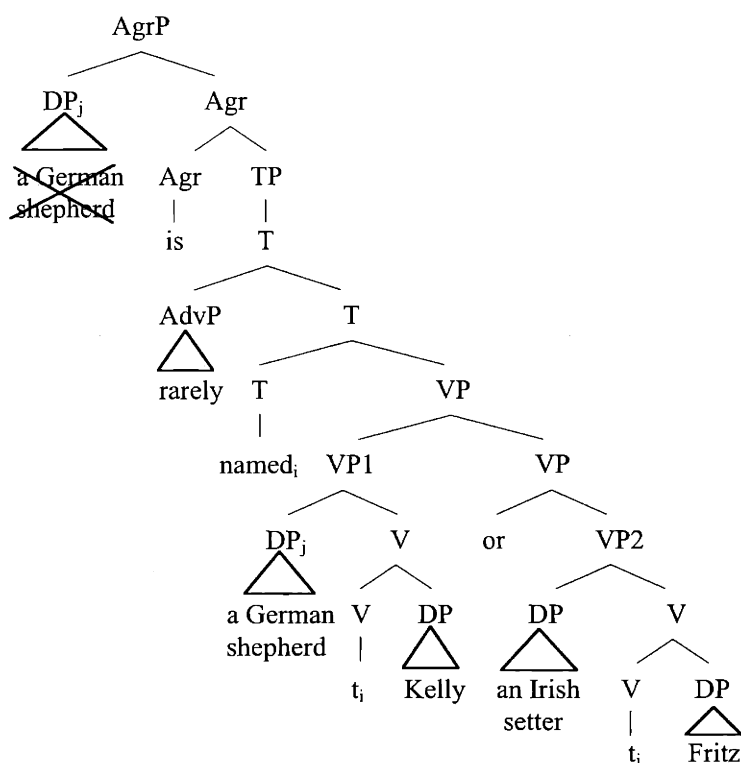 AgrP
DPj Agr
a German Agr TP
shepherd
is T
AdvP T
rarely T VP
namedi VP1 VP
DPj V or VP2
a German V DP DP V
shepherd
ti Kelly an Irish V DP
setter
ti Fritz